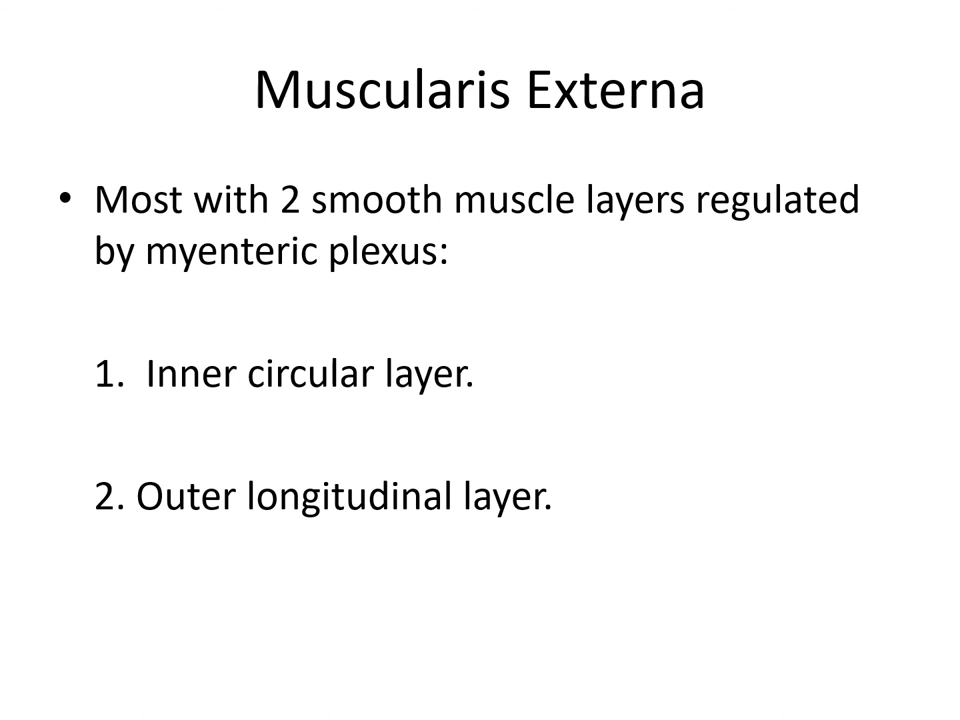 Muscularis Externa
• Most with 2 smooth muscle layers regulated
by myenteric plexus:
1.  Inner circular layer.
2. Outer longitudinal layer.